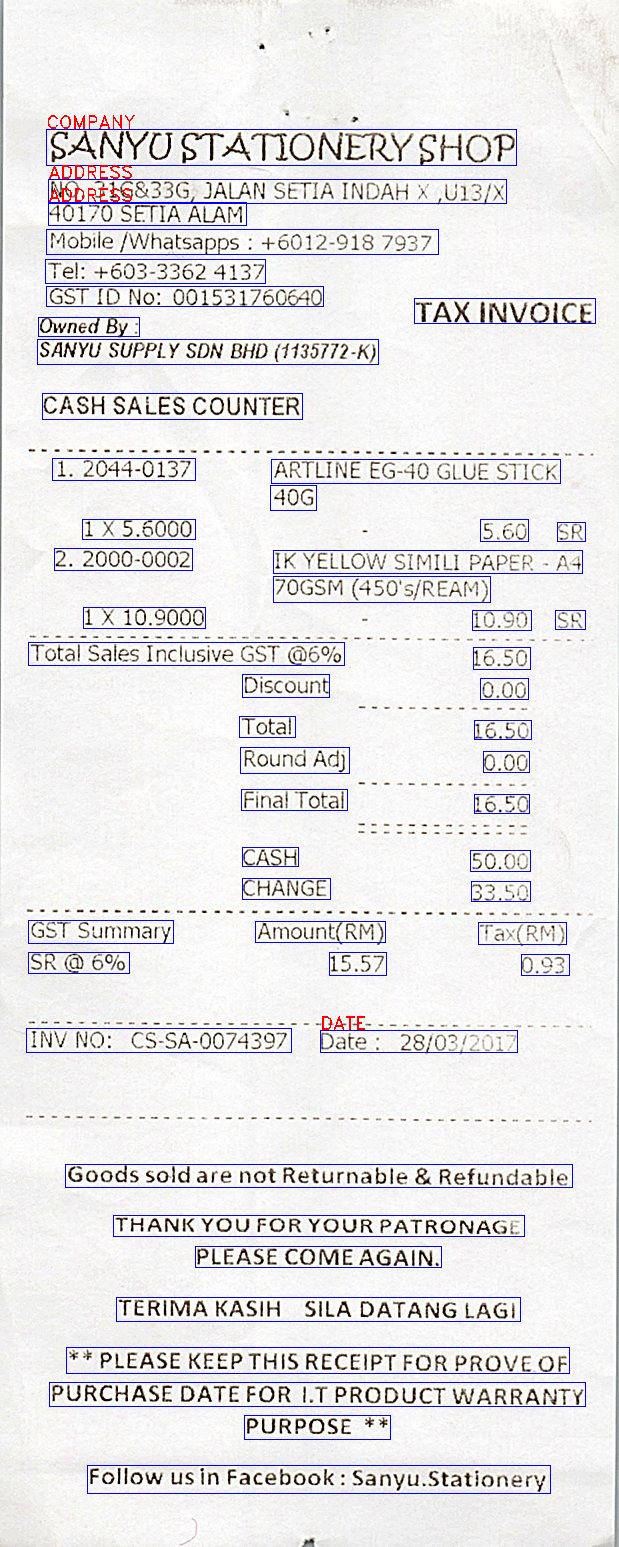 COMPANY
SANYU STATIONERY SHOP
ADDRESS
NO. 31G&33G, JALAN SETIA INDAH X ,U13/X
ADDRESS
40170 SETIA ALAM
Mobile /Whatsapps : +6012-918 7937
Tel: +603-3362 4137
GST ID No: 001531760640
TAX INVOICE
Owned By :
SANYU SUPPLY SDN BHD (1135772-K)
CASH SALES COUNTER
1. 2044-0137 ARTLINE EG-40 GLUE STICK
40G
1 X 5.6000 - 5.60 SR
2. 2000-0002 IK YELLOW SIMILI PAPER - A4
70GSM (450's/REAM)
1 X 10.9000 - 10.90 SR
Total Sales Inclusive GST @6% 16.50
Discount 0.00
Total 16.50
Round Adj 0.00
Final Total 16.50
CASH 50.00
CHANGE 33.50
GST Summary Amount(RM) Tax(RM)
SR @ 6% 15.57 0.93
DATE
INV NO: CS-SA-0074397 Date : 28/03/2017
Goods sold are not Returnable & Refundable
THANK YOU FOR YOUR PATRONAGE
PLEASE COME AGAIN.
TERIMA KASIH SILA DATANG LAGI
** PLEASE KEEP THIS RECEIPT FOR PROVE OF
PURCHASE DATE FOR I.T PRODUCT WARRANTY
PURPOSE **
Follow us in Facebook : Sanyu.Stationery